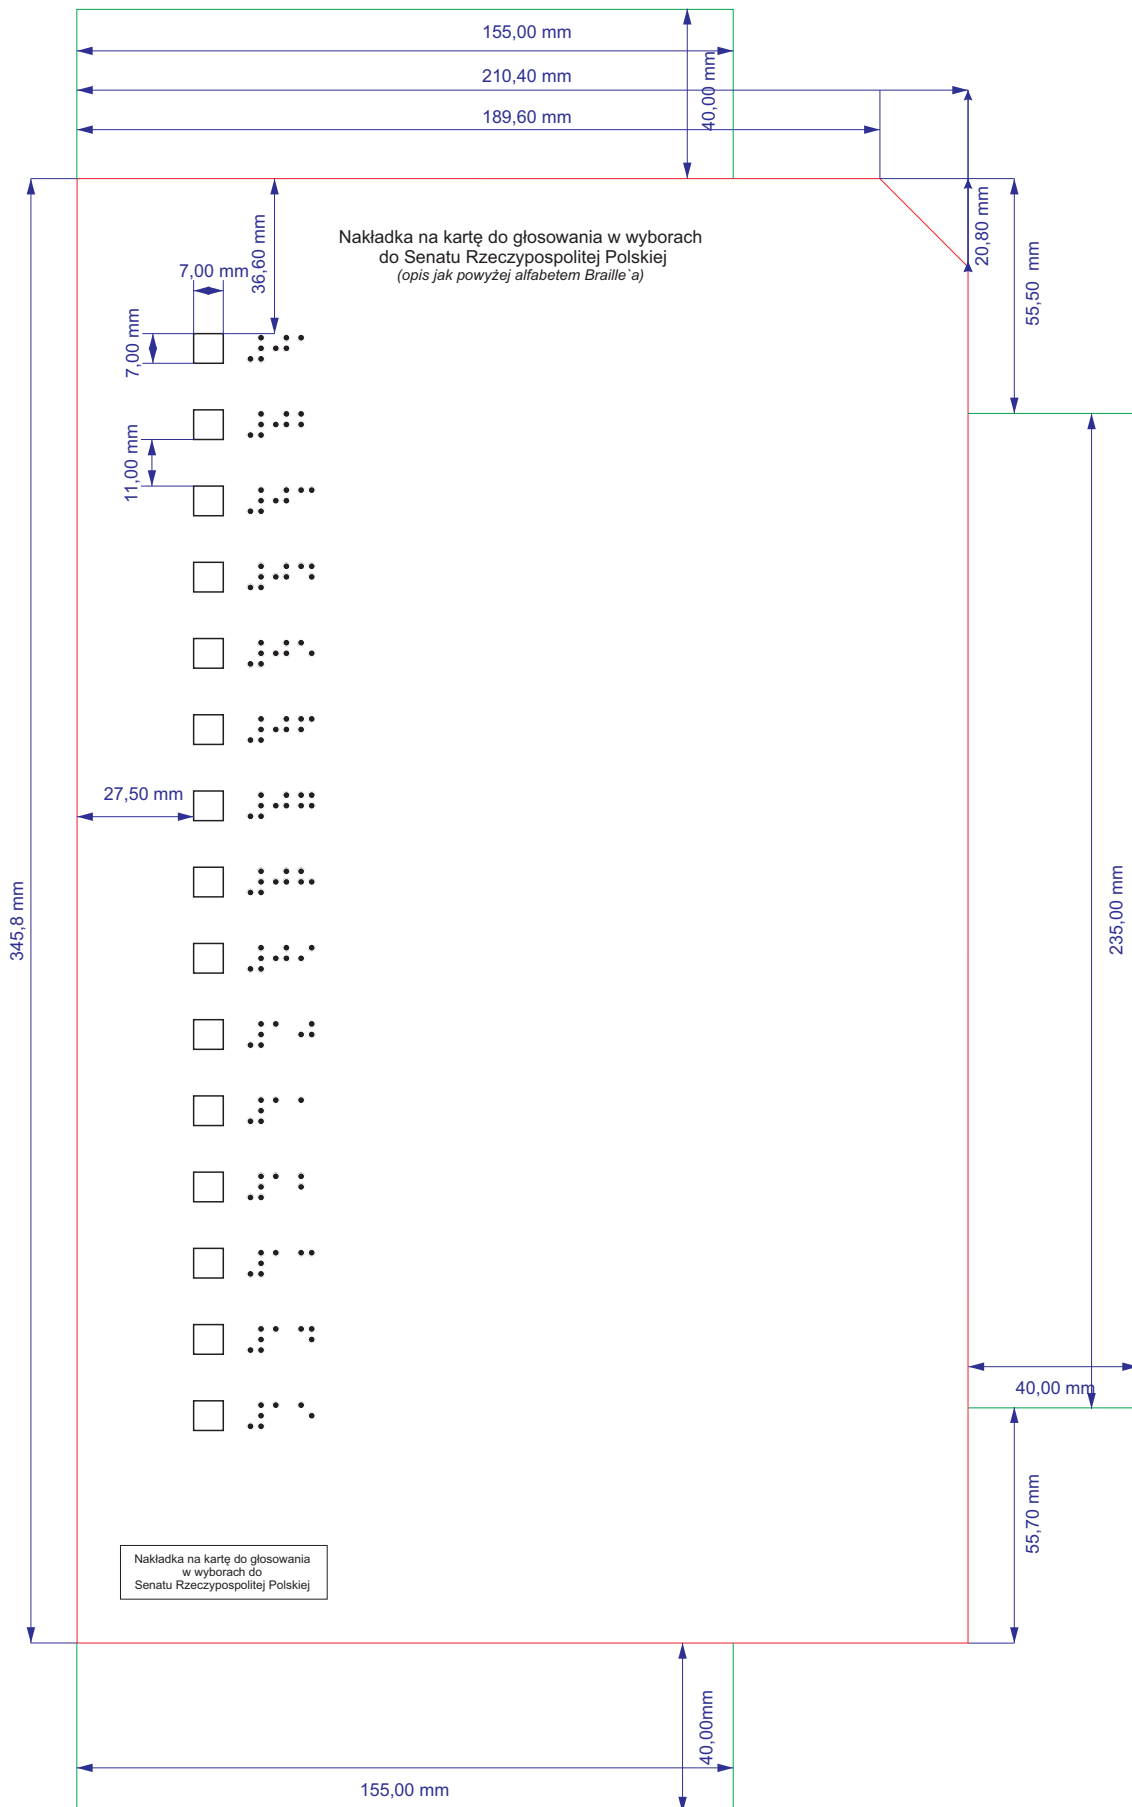 155,00 mm
210,40 mm
189,60 mm
40,00 mm
20,80 mm
55,50 mm
36,60 mm
Nakładka na kartę do głosowania w wyborach
do Senatu Rzeczypospolitej Polskiej
(opis jak powyżej alfabetem Braille`a)
7,00 mm
7,00 mm
⠼⠚⠁
⠼⠚⠃
11,00 mm
⠼⠚⠉
⠼⠚⠙
⠼⠚⠑
⠼⠚⠋
27,50 mm
⠼⠚⠛
⠼⠚⠓
345,8 mm
235,00 mm
⠼⠚⠊
⠼⠁⠚
⠼⠁⠁
⠼⠁⠃
⠼⠁⠉
⠼⠁⠙
40,00 mm
⠼⠁⠑
55,70 mm
Nakładka na kartę do głosowania
w wyborach do
Senatu Rzeczypospolitej Polskiej
40,00mm
155,00 mm